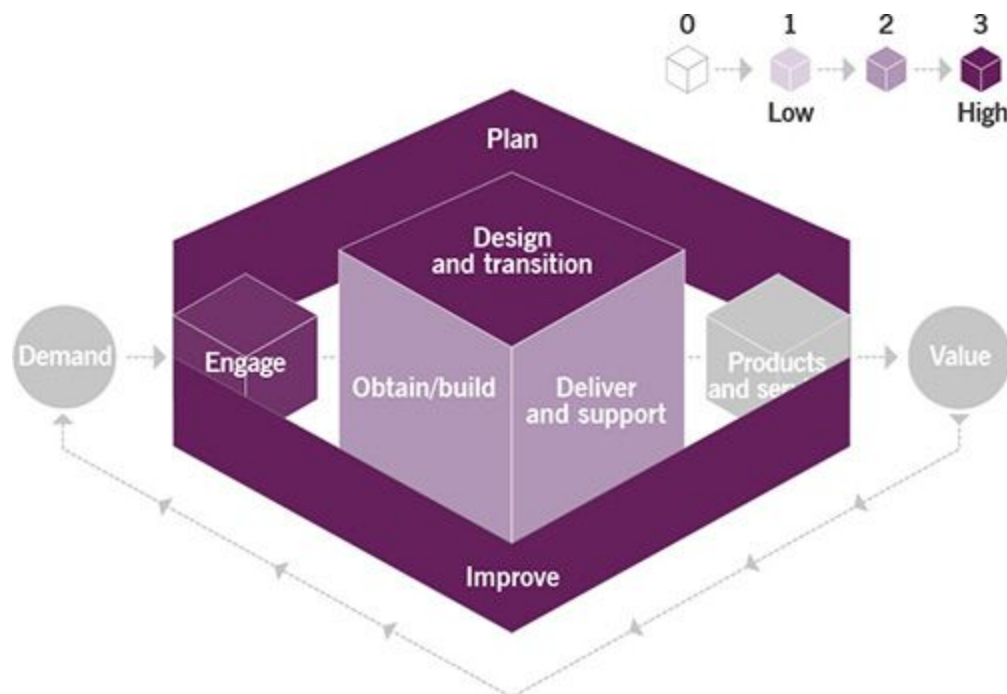 0 1 2 3
Low High
Plan
Design
and transition
Demand
Engage
Obtain/build
Deliver
and support
Products
and
Value
Improve